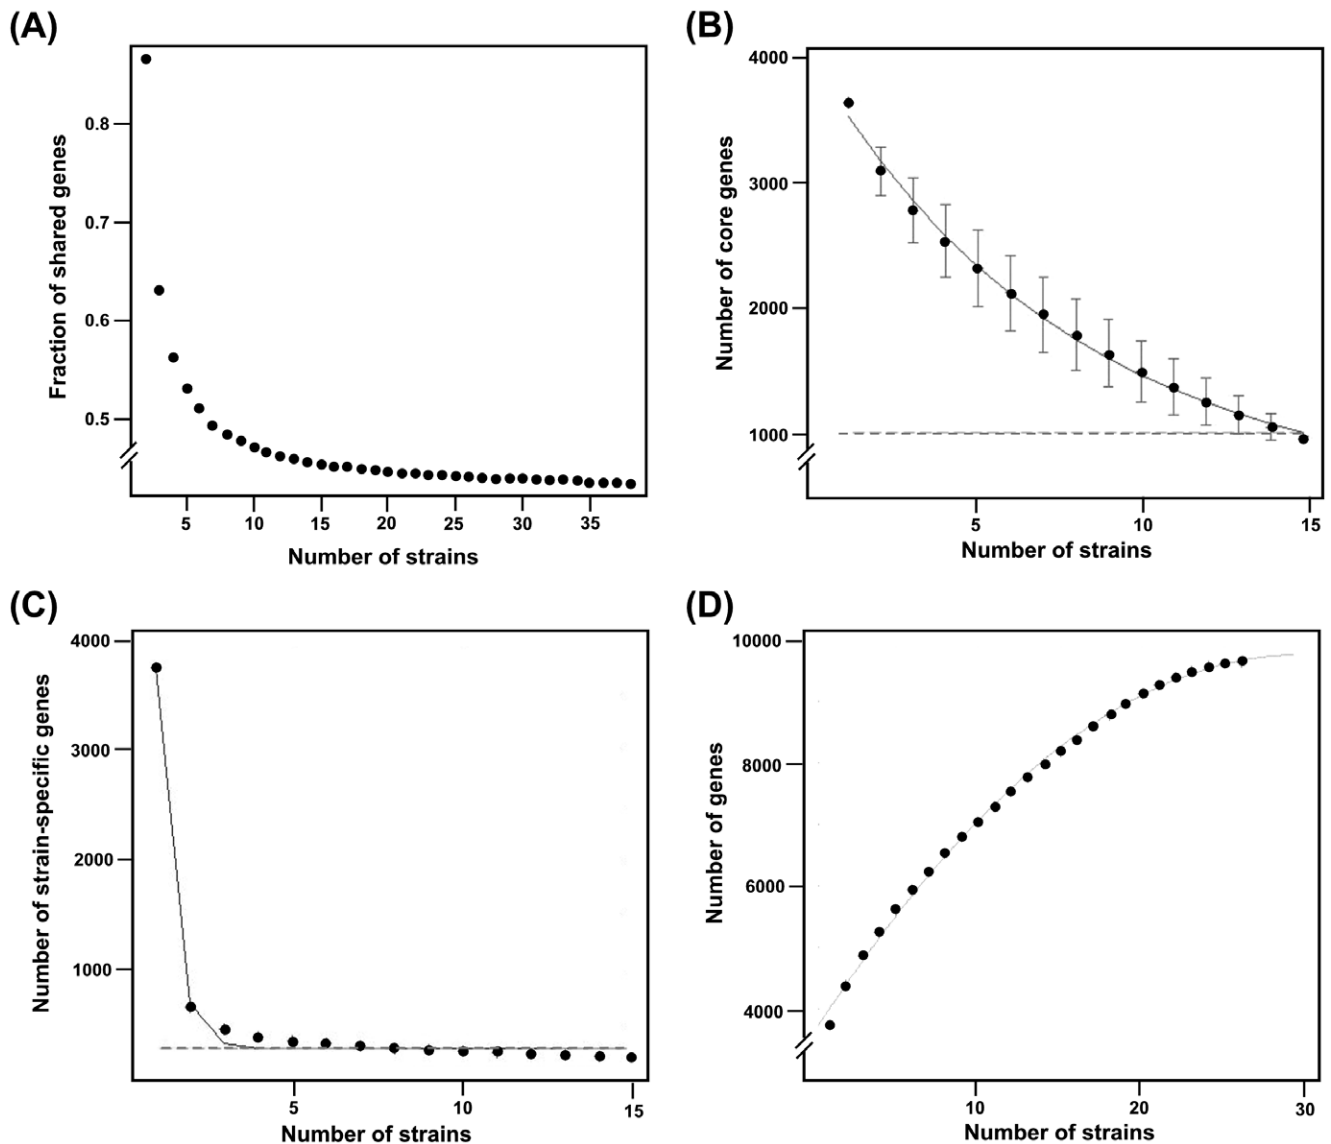 (A)
Fraction of shared genes
0.8
0.7
0.6
0.5
5 10 15 20 25 30 35
Number of strains
(B)
Number of core genes
4000
3000
2000
1000
5 10 15
Number of strains
(C)
Number of strain-specific genes
4000
3000
2000
1000
5 10 15
Number of strains
(D)
Number of genes
10000
8000
6000
4000
10 20 30
Number of strains